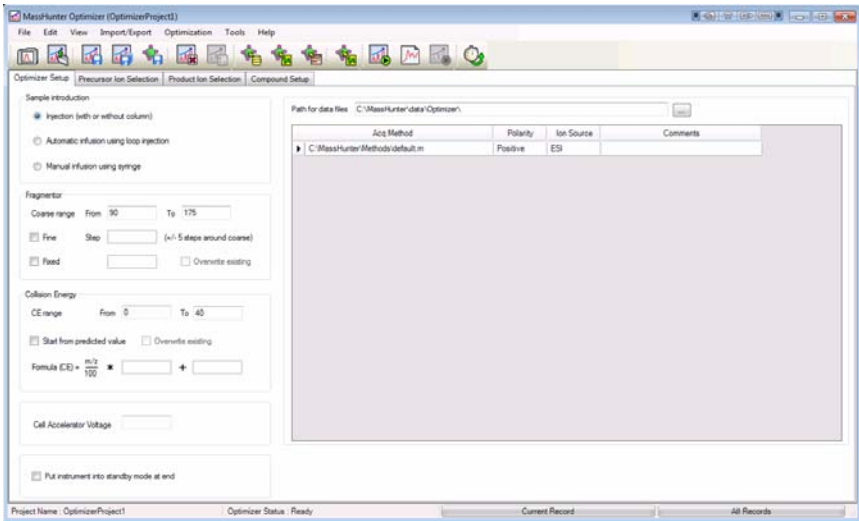 MassHunter Optimizer (OptimizerProject1)
File Edit View Import/Export Optimization Tools Help
Optimizer Setup Precursor Ion Selection Product Ion Selection Compound Setup
Sample introduction
Injection (with or without column)
Automatic infusion using loop injection
Manual infusion using syringe
Fragmentor
Coarse range From 90 To 175
Fine Step (+/- 5 steps around coarse)
Fixed Overwrite existing
Collision Energy
CE range From 0 To 40
Start from predicted value Overwrite existing
Formula (CE) = m/z / 100 * +
Cell Accelerator Voltage
Put instrument into standby mode at end
Path for data files C:\MassHunter\data\Optimizer\ ...
Acq Method Polarity Ion Source Comments
C:\MassHunter\Methods\default.m Positive ESI
Project Name : OptimizerProject1 Optimizer Status : Ready Current Record All Records